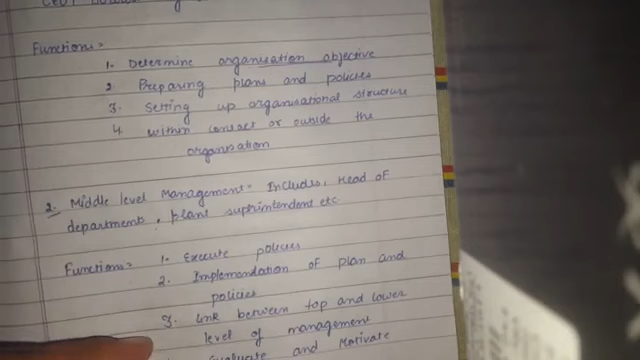 Functions =
1. Determine organisation objective
2. Preparing plans and policies
3. Setting up organisational structure
4. within contact or outside the
organisation
2. Middle level Management = Includes, Head of
departments, plant suprintendent etc
Functions = 1. Execute policies
2. Implemendation of plan and
policies
3. Link between top and lower
level of management
Evaluate and Motivate